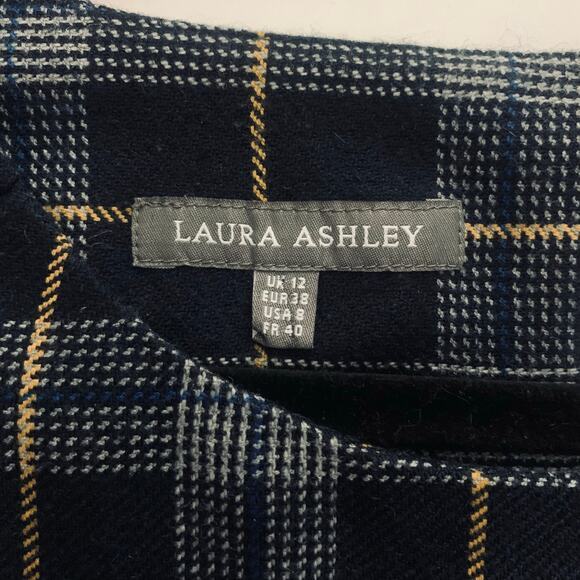 LAURA ASHLEY
UK 12
EUR 38
USA 8
FR 40